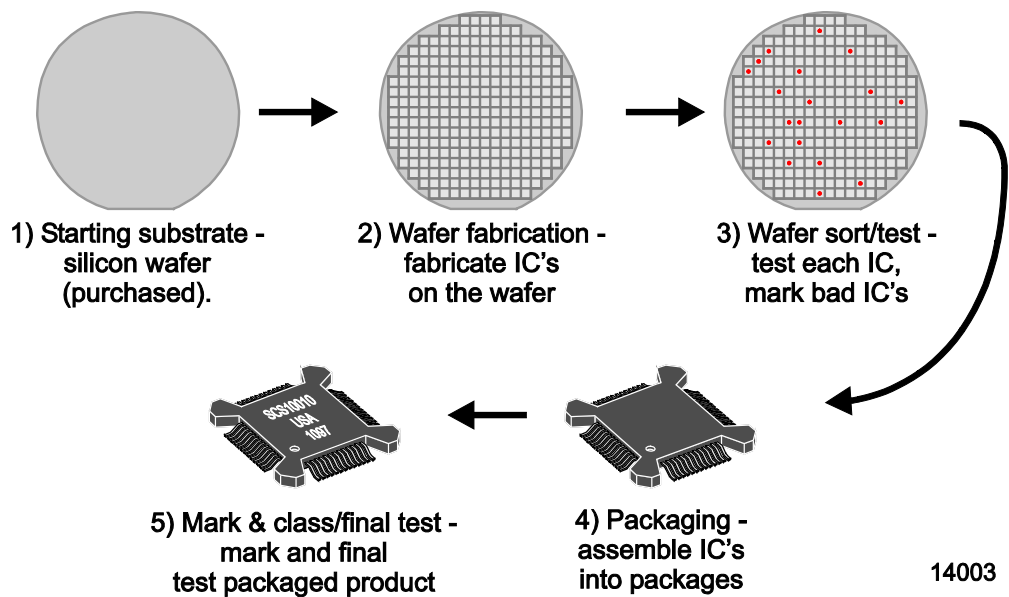 1) Starting substrate -
silicon wafer
(purchased).
2) Wafer fabrication -
fabricate IC's
on the wafer
3) Wafer sort/test -
test each IC,
mark bad IC's
SCS10010
USA
1097
5) Mark & class/final test -
mark and final
test packaged product
4) Packaging -
assemble IC's
into packages
14003